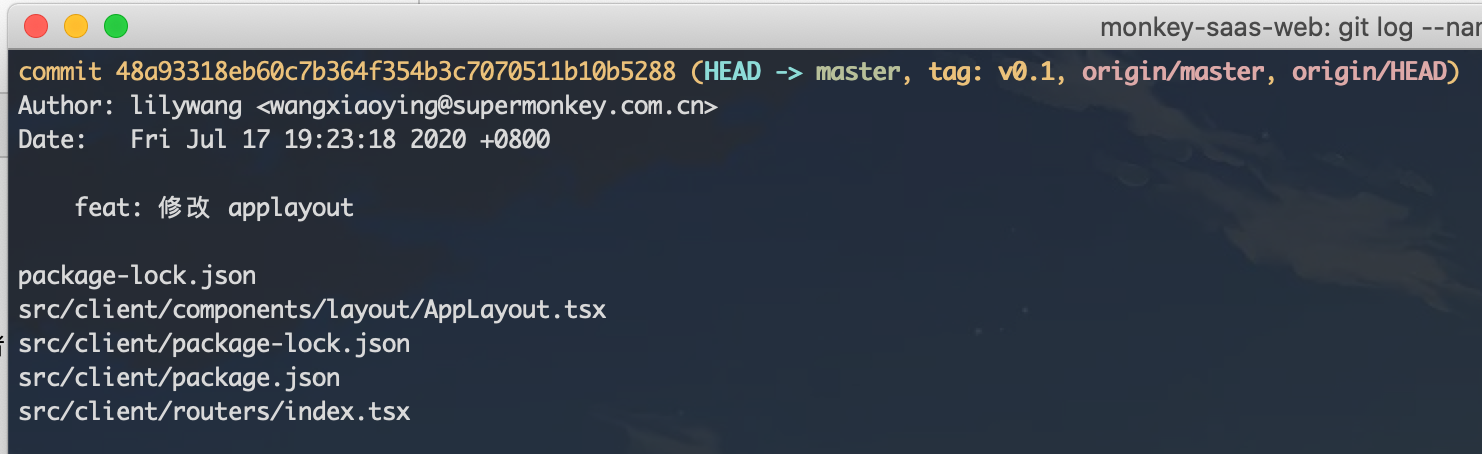 monkey-saas-web: git log --nam
commit 48a93318eb60c7b364f354b3c7070511b10b5288 (HEAD -> master, tag: v0.1, origin/master, origin/HEAD)
Author: lilywang <wangxiaoying@supermonkey.com.cn>
Date:   Fri Jul 17 19:23:18 2020 +0800
feat: 修改 applayout
package-lock.json
src/client/components/layout/AppLayout.tsx
src/client/package-lock.json
src/client/package.json
src/client/routers/index.tsx